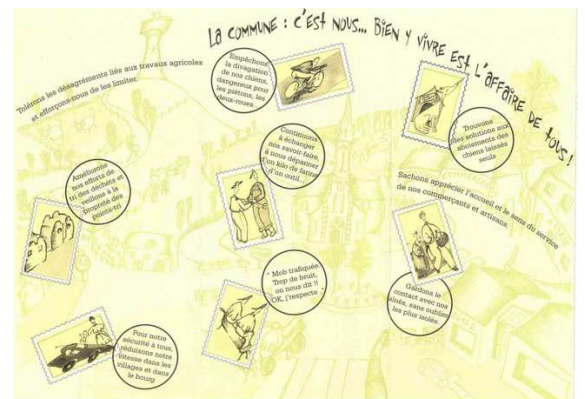 La commune : c'est nous... Bien y vivre est l'affaire de tous !
Tolérons les désagréments liés aux travaux agricoles
et efforçons-nous de les limiter.
Empêchons
la divagation
de nos chiens,
dangereux pour
les piétons, les
deux-roues.
Trouvons
des solutions aux
aboiements des
chiens laissés
seuls
Continuons
à échanger
nos savoir-faire,
à nous dépanner
d'un kilo de farine
d'un outil...
Améliorons
nos efforts de
tri des déchets et
veillons à la
propreté des
points-tri
Sachons apprécier l'accueil et le sens du service
de nos commerçants et artisans.
" Mob trafiquée
Trop de bruit,
on nous dit !!
OK, j'respecte "
Gardons le
contact avec nos
aînés, sans oublier
les plus isolés.
Pour notre
sécurité à tous,
réduisons notre
vitesse dans les
villages et dans
le bourg